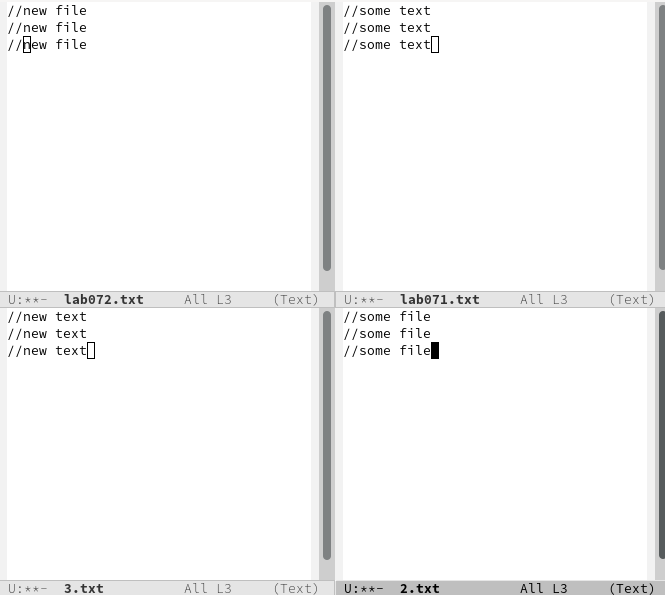 //new file
//new file
//new file
U:**-  lab072.txt     All L3     (Text)
//some text
//some text
//some text
U:**-  lab071.txt     All L3     (Text)
//new text
//new text
//new text
U:**-  3.txt          All L3     (Text)
//some file
//some file
//some file
U:**-  2.txt          All L3     (Text)